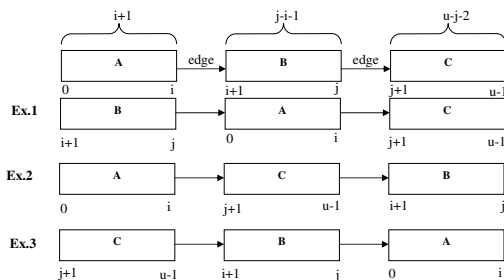 i+1 j-i-1 u-j-2
A edge B edge C
0 i i+1 j j+1 u-1
Ex.1 B A C
i+1 j 0 i j+1 u-1
Ex.2 A C B
0 i j+1 u-1 i+1 j
Ex.3 C B A
j+1 u-1 i+1 j 0 i